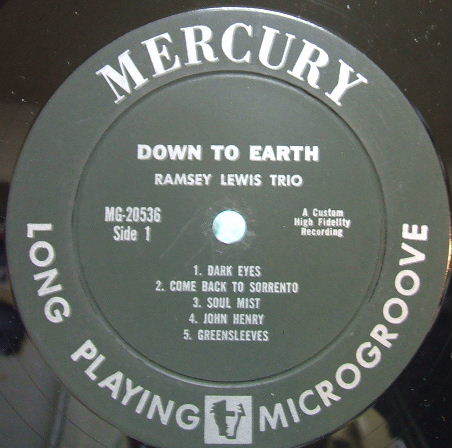 MERCURY
DOWN TO EARTH
RAMSEY LEWIS TRIO
MG-20536
Side 1
A Custom
High Fidelity
Recording
1. DARK EYES
2. COME BACK TO SORRENTO
3. SOUL MIST
4. JOHN HENRY
5. GREENSLEEVES
LONG PLAYING MICROGROOVE